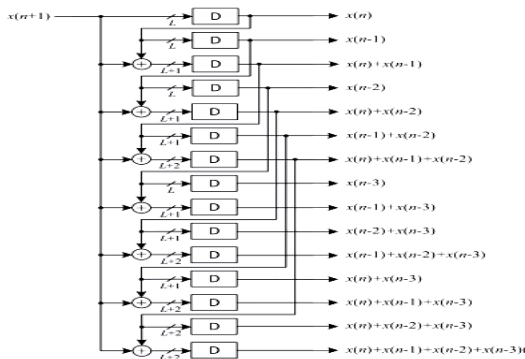 x(n+1) L D x(n)
L D x(n-1)
+ L+1 D x(n)+x(n-1)
L D x(n-2)
+ L+1 D x(n)+x(n-2)
L+1 D x(n-1)+x(n-2)
+ L+2 D x(n)+x(n-1)+x(n-2)
L D x(n-3)
+ L+1 D x(n-1)+x(n-3)
L+1 D x(n-2)+x(n-3)
+ L+2 D x(n-1)+x(n-2)+x(n-3)
L+1 D x(n)+x(n-3)
+ L+2 D x(n)+x(n-1)+x(n-3)
L+2 D x(n)+x(n-2)+x(n-3)
+ L+2 D x(n)+x(n-1)+x(n-2)+x(n-3)